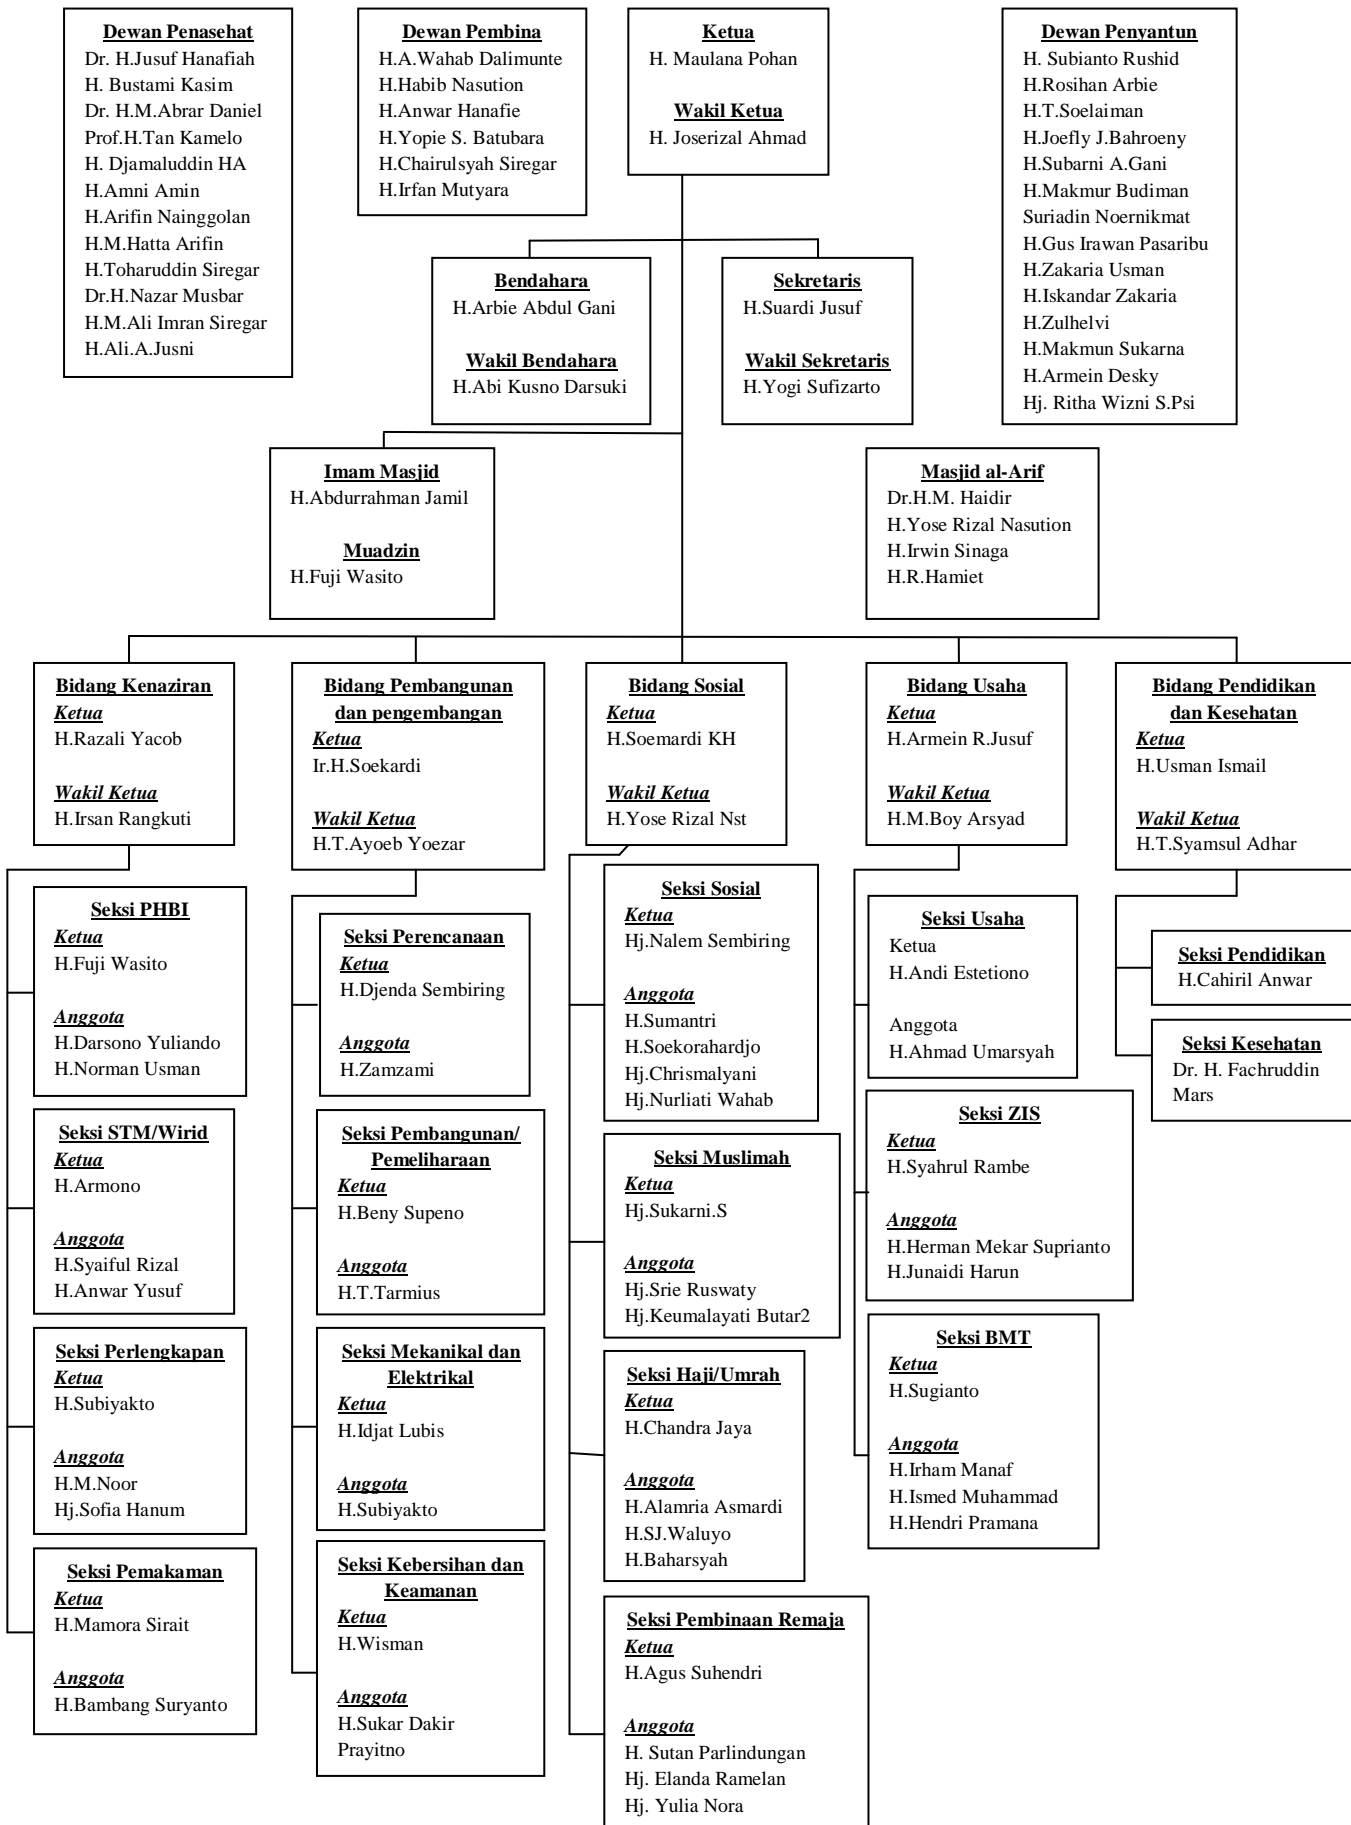 Dewan Penasehat
Dr. H.Jusuf Hanafiah
H. Bustami Kasim
Dr. H.M.Abrar Daniel
Prof.H.Tan Kamelo
H. Djamaluddin HA
H.Amni Amin
H.Arifin Nainggolan
H.M.Hatta Arifin
H.Toharuddin Siregar
Dr.H.Nazar Musbar
H.M.Ali Imran Siregar
H.Ali.A.Jusni
Dewan Pembina
H.A.Wahab Dalimunte
H.Habib Nasution
H.Anwar Hanafie
H.Yopie S. Batubara
H.Chairulsyah Siregar
H.Irfan Mutyara
Ketua
H. Maulana Pohan
Wakil Ketua
H. Joserizal Ahmad
Dewan Penyantun
H. Subianto Rushid
H.Rosihan Arbie
H.T.Soelaiman
H.Joefly J.Bahroeny
H.Subarni A.Gani
H.Makmur Budiman
Suriadin Noernikmat
H.Gus Irawan Pasaribu
H.Zakaria Usman
H.Iskandar Zakaria
H.Zulhelvi
H.Makmun Sukarna
H.Armein Desky
Hj. Ritha Wizni S.Psi
Bendahara
H.Arbie Abdul Gani
Wakil Bendahara
H.Abi Kusno Darsuki
Sekretaris
H.Suardi Jusuf
Wakil Sekretaris
H.Yogi Sufizarto
Imam Masjid
H.Abdurrahman Jamil
Muadzin
H.Fuji Wasito
Masjid al-Arif
Dr.H.M. Haidir
H.Yose Rizal Nasution
H.Irwin Sinaga
H.R.Hamiet
Bidang Kenaziran
Ketua
H.Razali Yacob
Wakil Ketua
H.Irsan Rangkuti
Bidang Pembangunan
dan pengembangan
Ketua
Ir.H.Soekardi
Wakil Ketua
H.T.Ayoeb Yoezar
Bidang Sosial
Ketua
H.Soemardi KH
Wakil Ketua
H.Yose Rizal Nst
Bidang Usaha
Ketua
H.Armein R.Jusuf
Wakil Ketua
H.M.Boy Arsyad
Bidang Pendidikan
dan Kesehatan
Ketua
H.Usman Ismail
Wakil Ketua
H.T.Syamsul Adhar
Seksi PHBI
Ketua
H.Fuji Wasito
Anggota
H.Darsono Yuliando
H.Norman Usman
Seksi STM/Wirid
Ketua
H.Armono
Anggota
H.Syaiful Rizal
H.Anwar Yusuf
Seksi Perlengkapan
Ketua
H.Subiyakto
Anggota
H.M.Noor
Hj.Sofia Hanum
Seksi Pemakaman
Ketua
H.Mamora Sirait
Anggota
H.Bambang Suryanto
Seksi Perencanaan
Ketua
H.Djenda Sembiring
Anggota
H.Zamzami
Seksi Pembangunan/
Pemeliharaan
Ketua
H.Beny Supeno
Anggota
H.T.Tarmius
Seksi Mekanikal dan
Elektrikal
Ketua
H.Idjat Lubis
Anggota
H.Subiyakto
Seksi Kebersihan dan
Keamanan
Ketua
H.Wisman
Anggota
H.Sukar Dakir
Prayitno
Seksi Sosial
Ketua
Hj.Nalem Sembiring
Anggota
H.Sumantri
H.Soekorahardjo
Hj.Chrismalyani
Hj.Nurliati Wahab
Seksi Muslimah
Ketua
Hj.Sukarni.S
Anggota
Hj.Srie Ruswaty
Hj.Keumalayati Butar2
Seksi Haji/Umrah
Ketua
H.Chandra Jaya
Anggota
H.Alamria Asmardi
H.SJ.Waluyo
H.Baharsyah
Seksi Pembinaan Remaja
Ketua
H.Agus Suhendri
Anggota
H. Sutan Parlindungan
Hj. Elanda Ramelan
Hj. Yulia Nora
Seksi Usaha
Ketua
H.Andi Estetiono
Anggota
H.Ahmad Umarsyah
Seksi ZIS
Ketua
H.Syahrul Rambe
Anggota
H.Herman Mekar Suprianto
H.Junaidi Harun
Seksi BMT
Ketua
H.Sugianto
Anggota
H.Irham Manaf
H.Ismed Muhammad
H.Hendri Pramana
Seksi Pendidikan
H.Cahiril Anwar
Seksi Kesehatan
Dr. H. Fachruddin
Mars